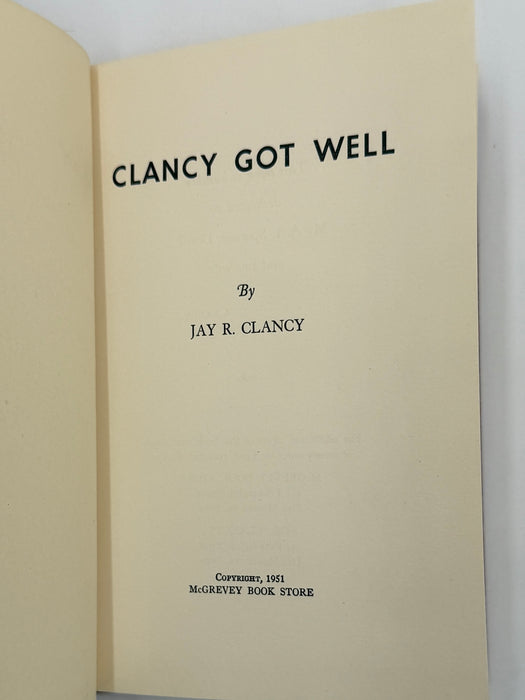 CLANCY GOT WELL
By
JAY R. CLANCY
COPYRIGHT, 1951
McGREVEY BOOK STORE